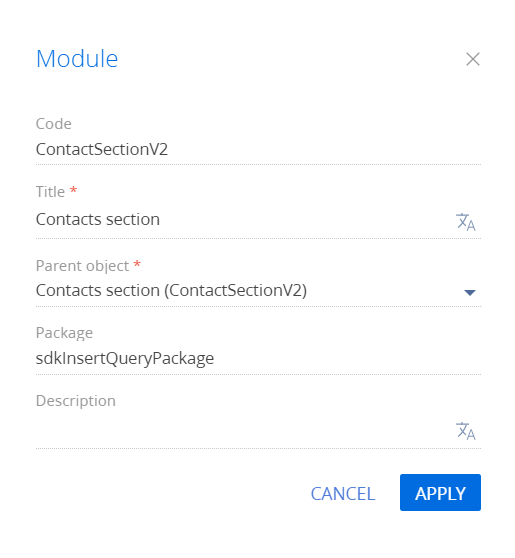 Module
Code
ContactSectionV2
Title *
Contacts section
Parent object *
Contacts section (ContactSectionV2)
Package
sdkInsertQueryPackage
Description
CANCEL APPLY